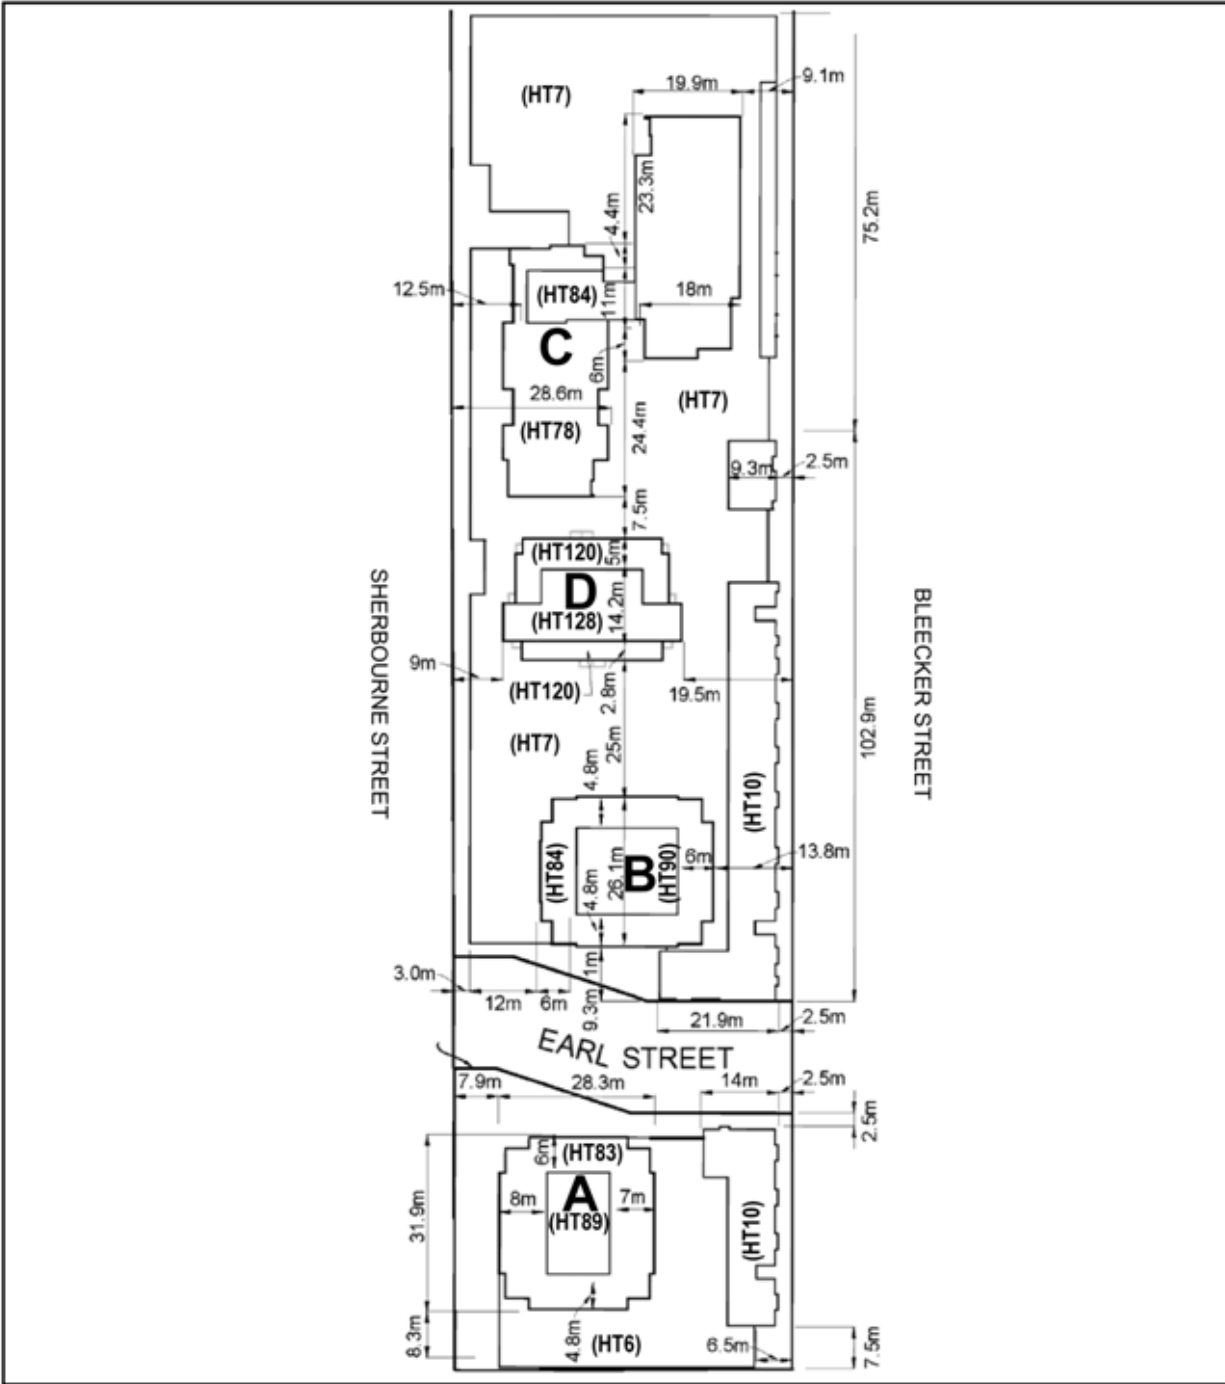 19.9m
9.1m
(HT7)
23.3m
4.4m
75.2m
12.5m
(HT84)
11m
18m
C
6m
28.6m
(HT7)
(HT78)
24.4m
9.3m
2.5m
7.5m
(HT120)
5m
D
14.2m
(HT128)
SHERBOURNE STREET
BLEECKER STREET
9m
(HT120)
2.8m
19.5m
102.9m
(HT7)
25m
4.8m
(HT10)
(HT84)
26.1m
B
(HT90)
6m
13.8m
4.8m
3.0m
12m
6m
1m
9.3m
21.9m
2.5m
EARL STREET
7.9m
28.3m
14m
2.5m
2.5m
6m
(HT83)
31.9m
8m
A
7m
(HT89)
(HT10)
8.3m
4.8m
(HT6)
6.5m
7.5m